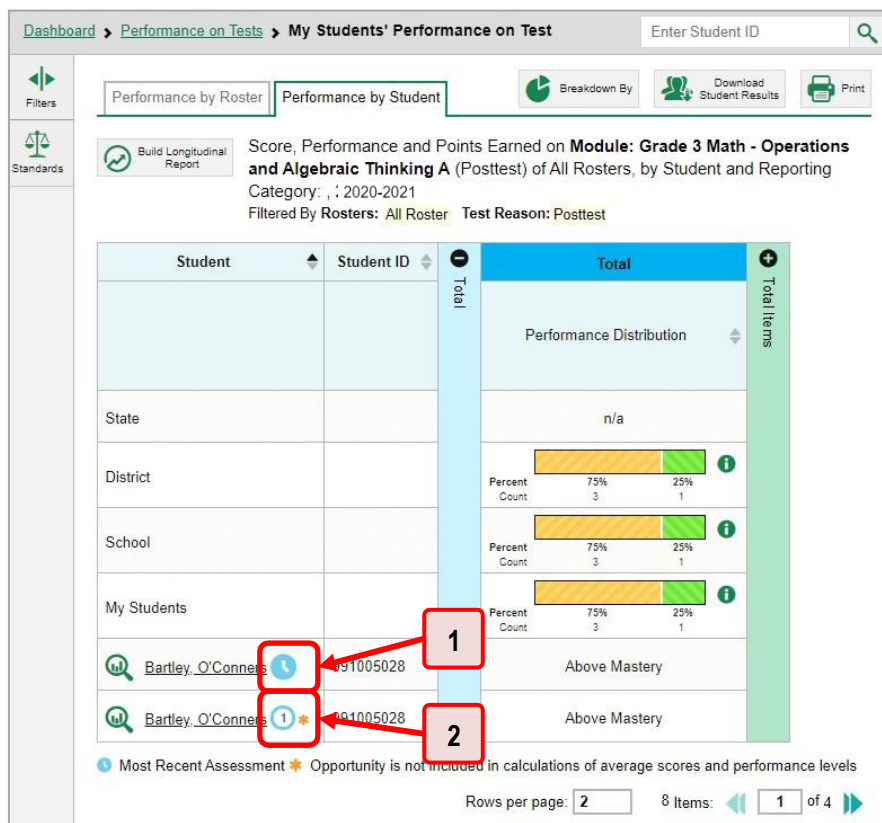 Dashboard > Performance on Tests > My Students' Performance on Test
Enter Student ID
Filters
Standards
Performance by Roster
Performance by Student
Breakdown By
Download
Student Results
Print
Build Longitudinal
Report
Score, Performance and Points Earned on Module: Grade 3 Math - Operations
and Algebraic Thinking A (Posttest) of All Rosters, by Student and Reporting
Category: , : 2020-2021
Filtered By Rosters: All Roster Test Reason: Posttest
Student
Student ID
Total
Total
Total Items
Performance Distribution
State
n/a
District
Percent 75% 25%
Count 3 1
School
Percent 75% 25%
Count 3 1
My Students
Percent 75% 25%
Count 3 1
1
Bartley, O'Conners 991005028 Above Mastery
Bartley, O'Conners 1 * 991005028 Above Mastery
2
Most Recent Assessment * Opportunity is not included in calculations of average scores and performance levels
Rows per page: 2 8 Items: 1 of 4